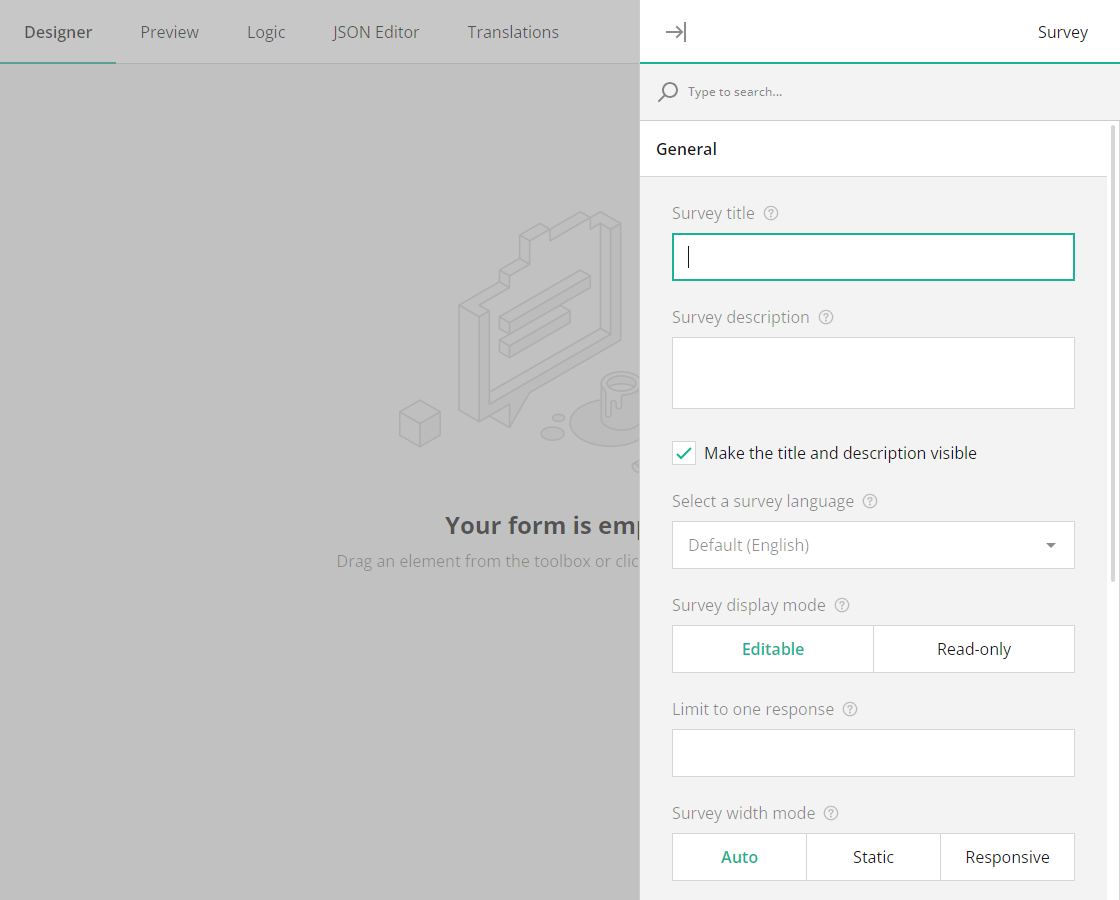 Designer Preview Logic JSON Editor Translations
Survey
Type to search...
General
Survey title
Survey description
Make the title and description visible
Select a survey language
Default (English)
Survey display mode
Editable Read-only
Limit to one response
Survey width mode
Auto Static Responsive
Your form is
Drag an element from the toolbox or